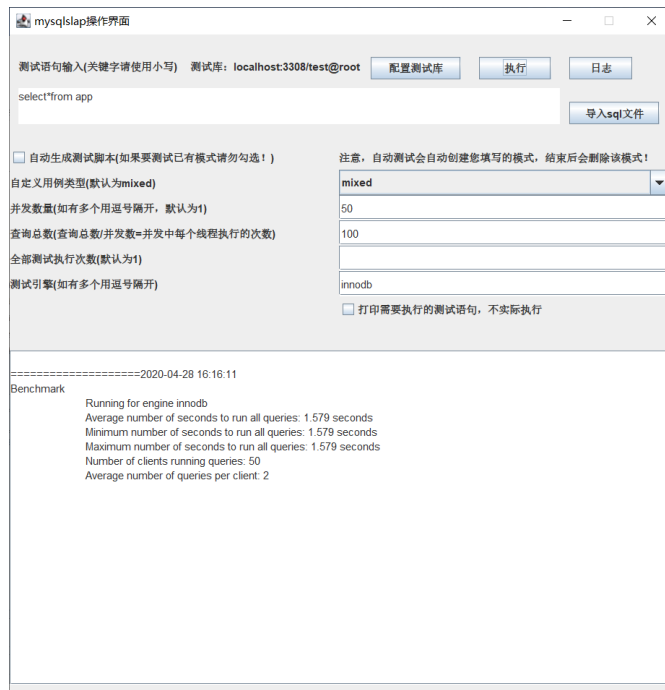 mysqlslap操作界面
测试语句输入(关键字请使用小写) 测试库: localhost:3308/test@root 配置测试库 执行 日志
select*from app
导入sql文件
自动生成测试脚本(如果要测试已有模式请勿勾选!) 注意，自动测试会自动创建您填写的模式，结束后会删除该模式!
自定义用例类型(默认为mixed) mixed
并发数量(如有多个用逗号隔开，默认为1) 50
查询总数(查询总数/并发数=并发中每个线程执行的次数) 100
全部测试执行次数(默认为1)
测试引擎(如有多个用逗号隔开) innodb
打印需要执行的测试语句，不实际执行
=====================2020-04-28 16:16:11
Benchmark
Running for engine innodb
Average number of seconds to run all queries: 1.579 seconds
Minimum number of seconds to run all queries: 1.579 seconds
Maximum number of seconds to run all queries: 1.579 seconds
Number of clients running queries: 50
Average number of queries per client: 2